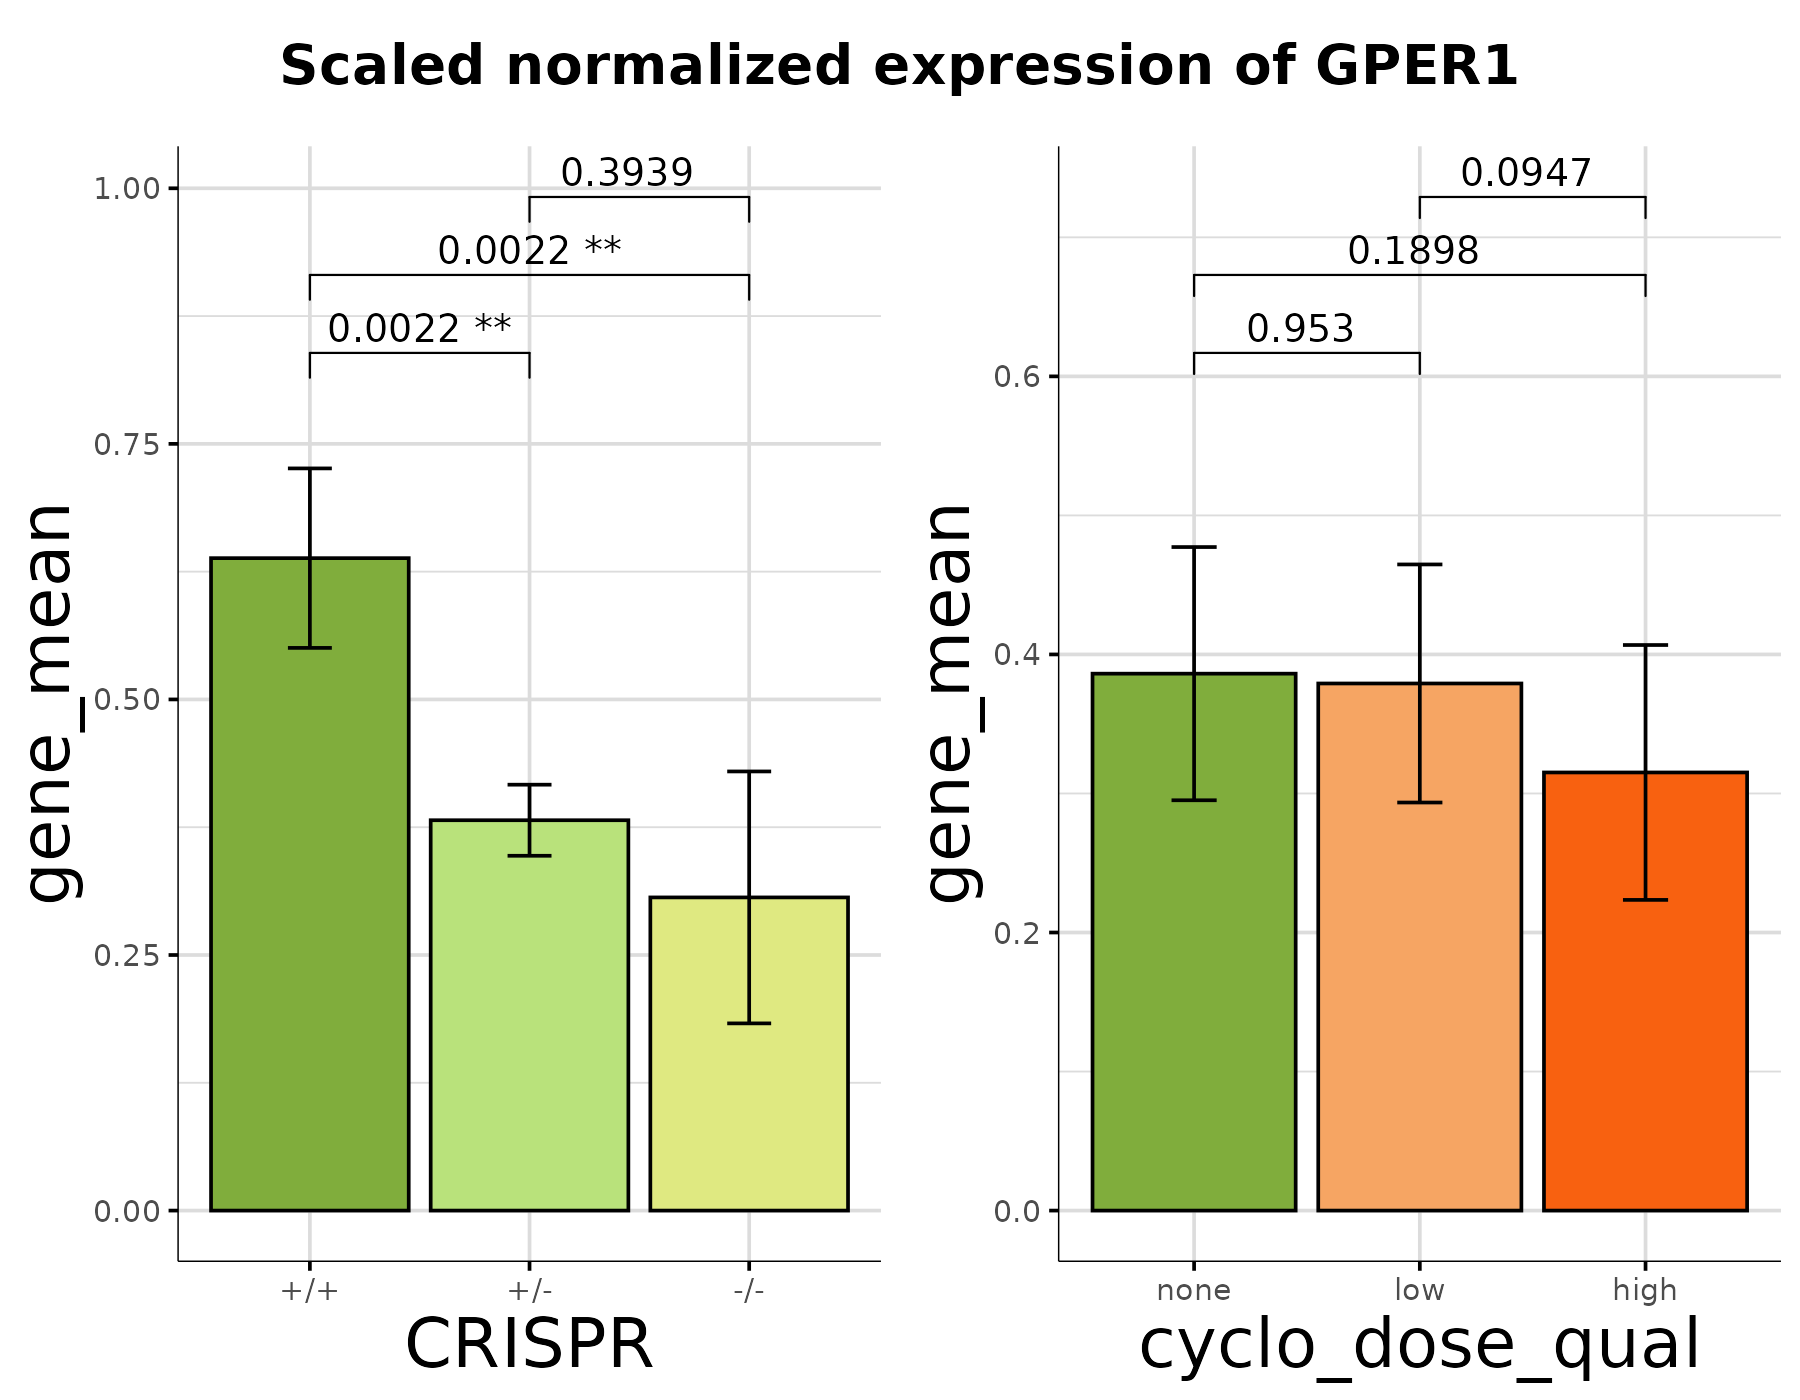 Scaled normalized expression of GPER1
gene_mean
1.00
0.75
0.50
0.25
0.00
0.3939
0.0022 **
0.0022 **
+/+
+/-
-/-
CRISPR
gene_mean
0.6
0.4
0.2
0.0
0.0947
0.1898
0.953
none
low
high
cyclo_dose_qual